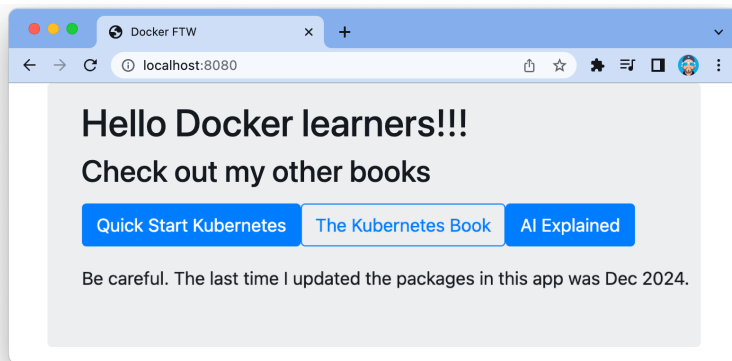 Docker FTW
localhost:8080
Hello Docker learners!!!
Check out my other books
Quick Start Kubernetes The Kubernetes Book AI Explained
Be careful. The last time I updated the packages in this app was Dec 2024.